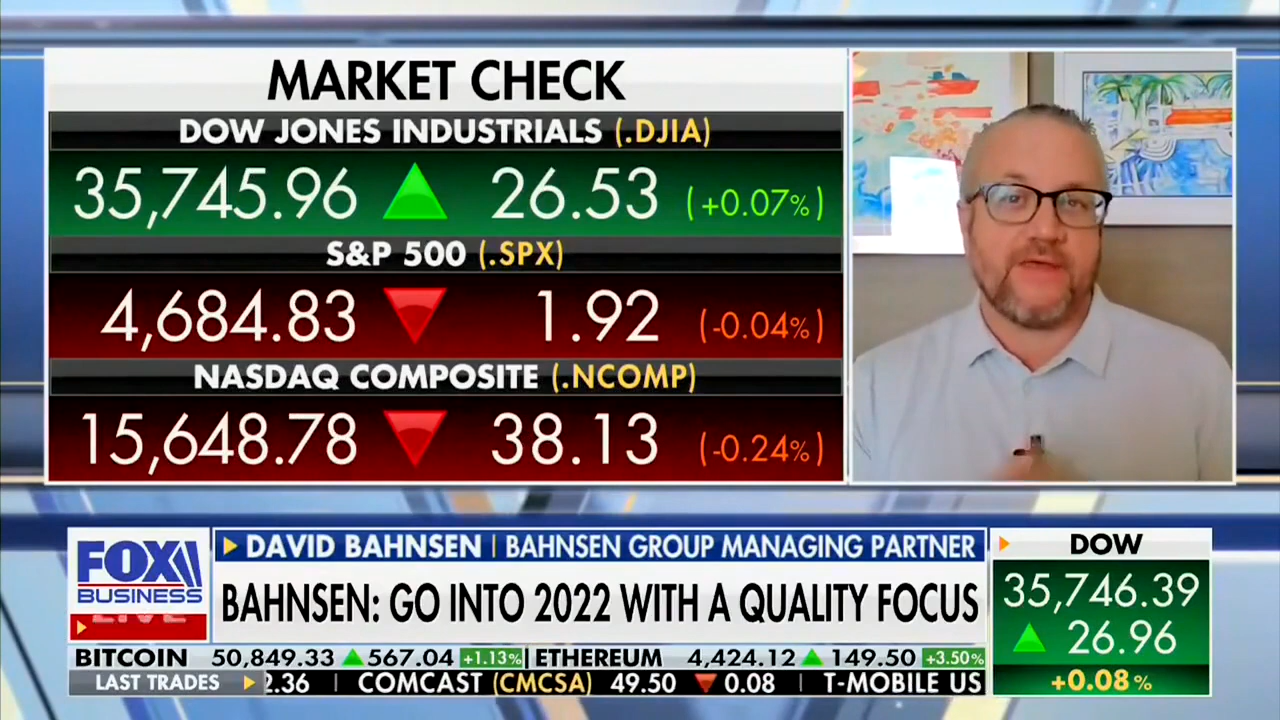 MARKET CHECK
DOW JONES INDUSTRIALS (.DJIA)
35,745.96 26.53 (+0.07%)
S&P 500 (.SPX)
4,684.83 1.92 (-0.04%)
NASDAQ COMPOSITE (.NCOMP)
15,648.78 38.13 (-0.24%)
FOX BUSINESS
LIVE
DAVID BAHNSEN | BAHNSEN GROUP MANAGING PARTNER
BAHNSEN: GO INTO 2022 WITH A QUALITY FOCUS
DOW
35,746.39
26.96
+0.08%
BITCOIN 50,849.33 567.04 +1.13% ETHEREUM 4,424.12 149.50 +3.50%
LAST TRADES 2.36 | COMCAST (CMCSA) 49.50 0.08 | T-MOBILE US